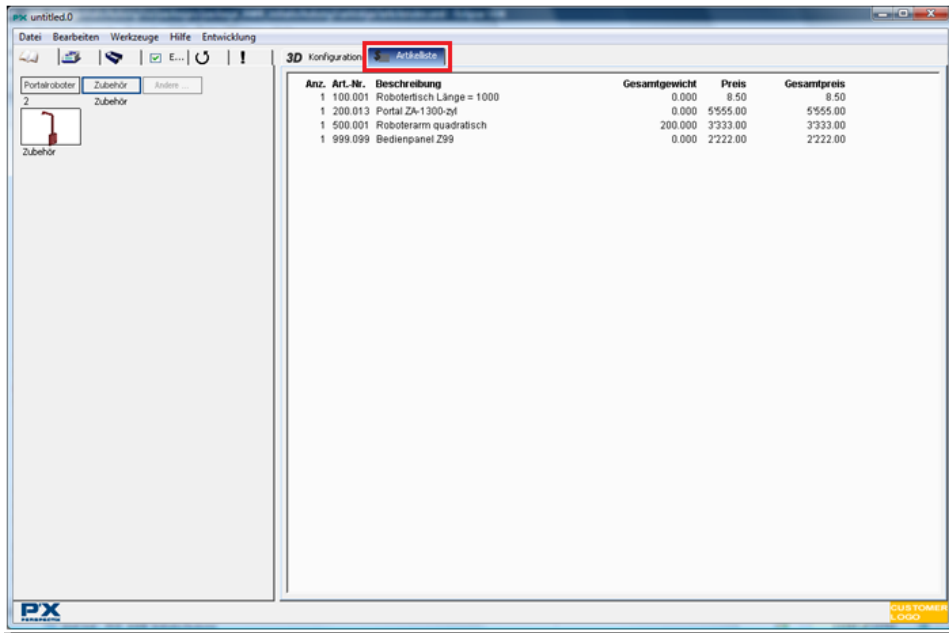 P'X untitled.0
Datei Bearbeiten Werkzeuge Hilfe Entwicklung
E... ! 3D Konfiguration Artikelliste
Portalroboter Zubehör Andere ...
2 Zubehör
Zubehör
Anz. Art.-Nr. Beschreibung Gesamtgewicht Preis Gesamtpreis
1 100.001 Robotertisch Länge = 1000 0.000 8.50 8.50
1 200.013 Portal ZA-1300-zyl 0.000 5'555.00 5'555.00
1 500.001 Roboterarm quadratisch 200.000 3'333.00 3'333.00
1 999.099 Bedienpanel Z99 0.000 2'222.00 2'222.00
P'X
PERSPECTIX
CUSTOMER
LOGO